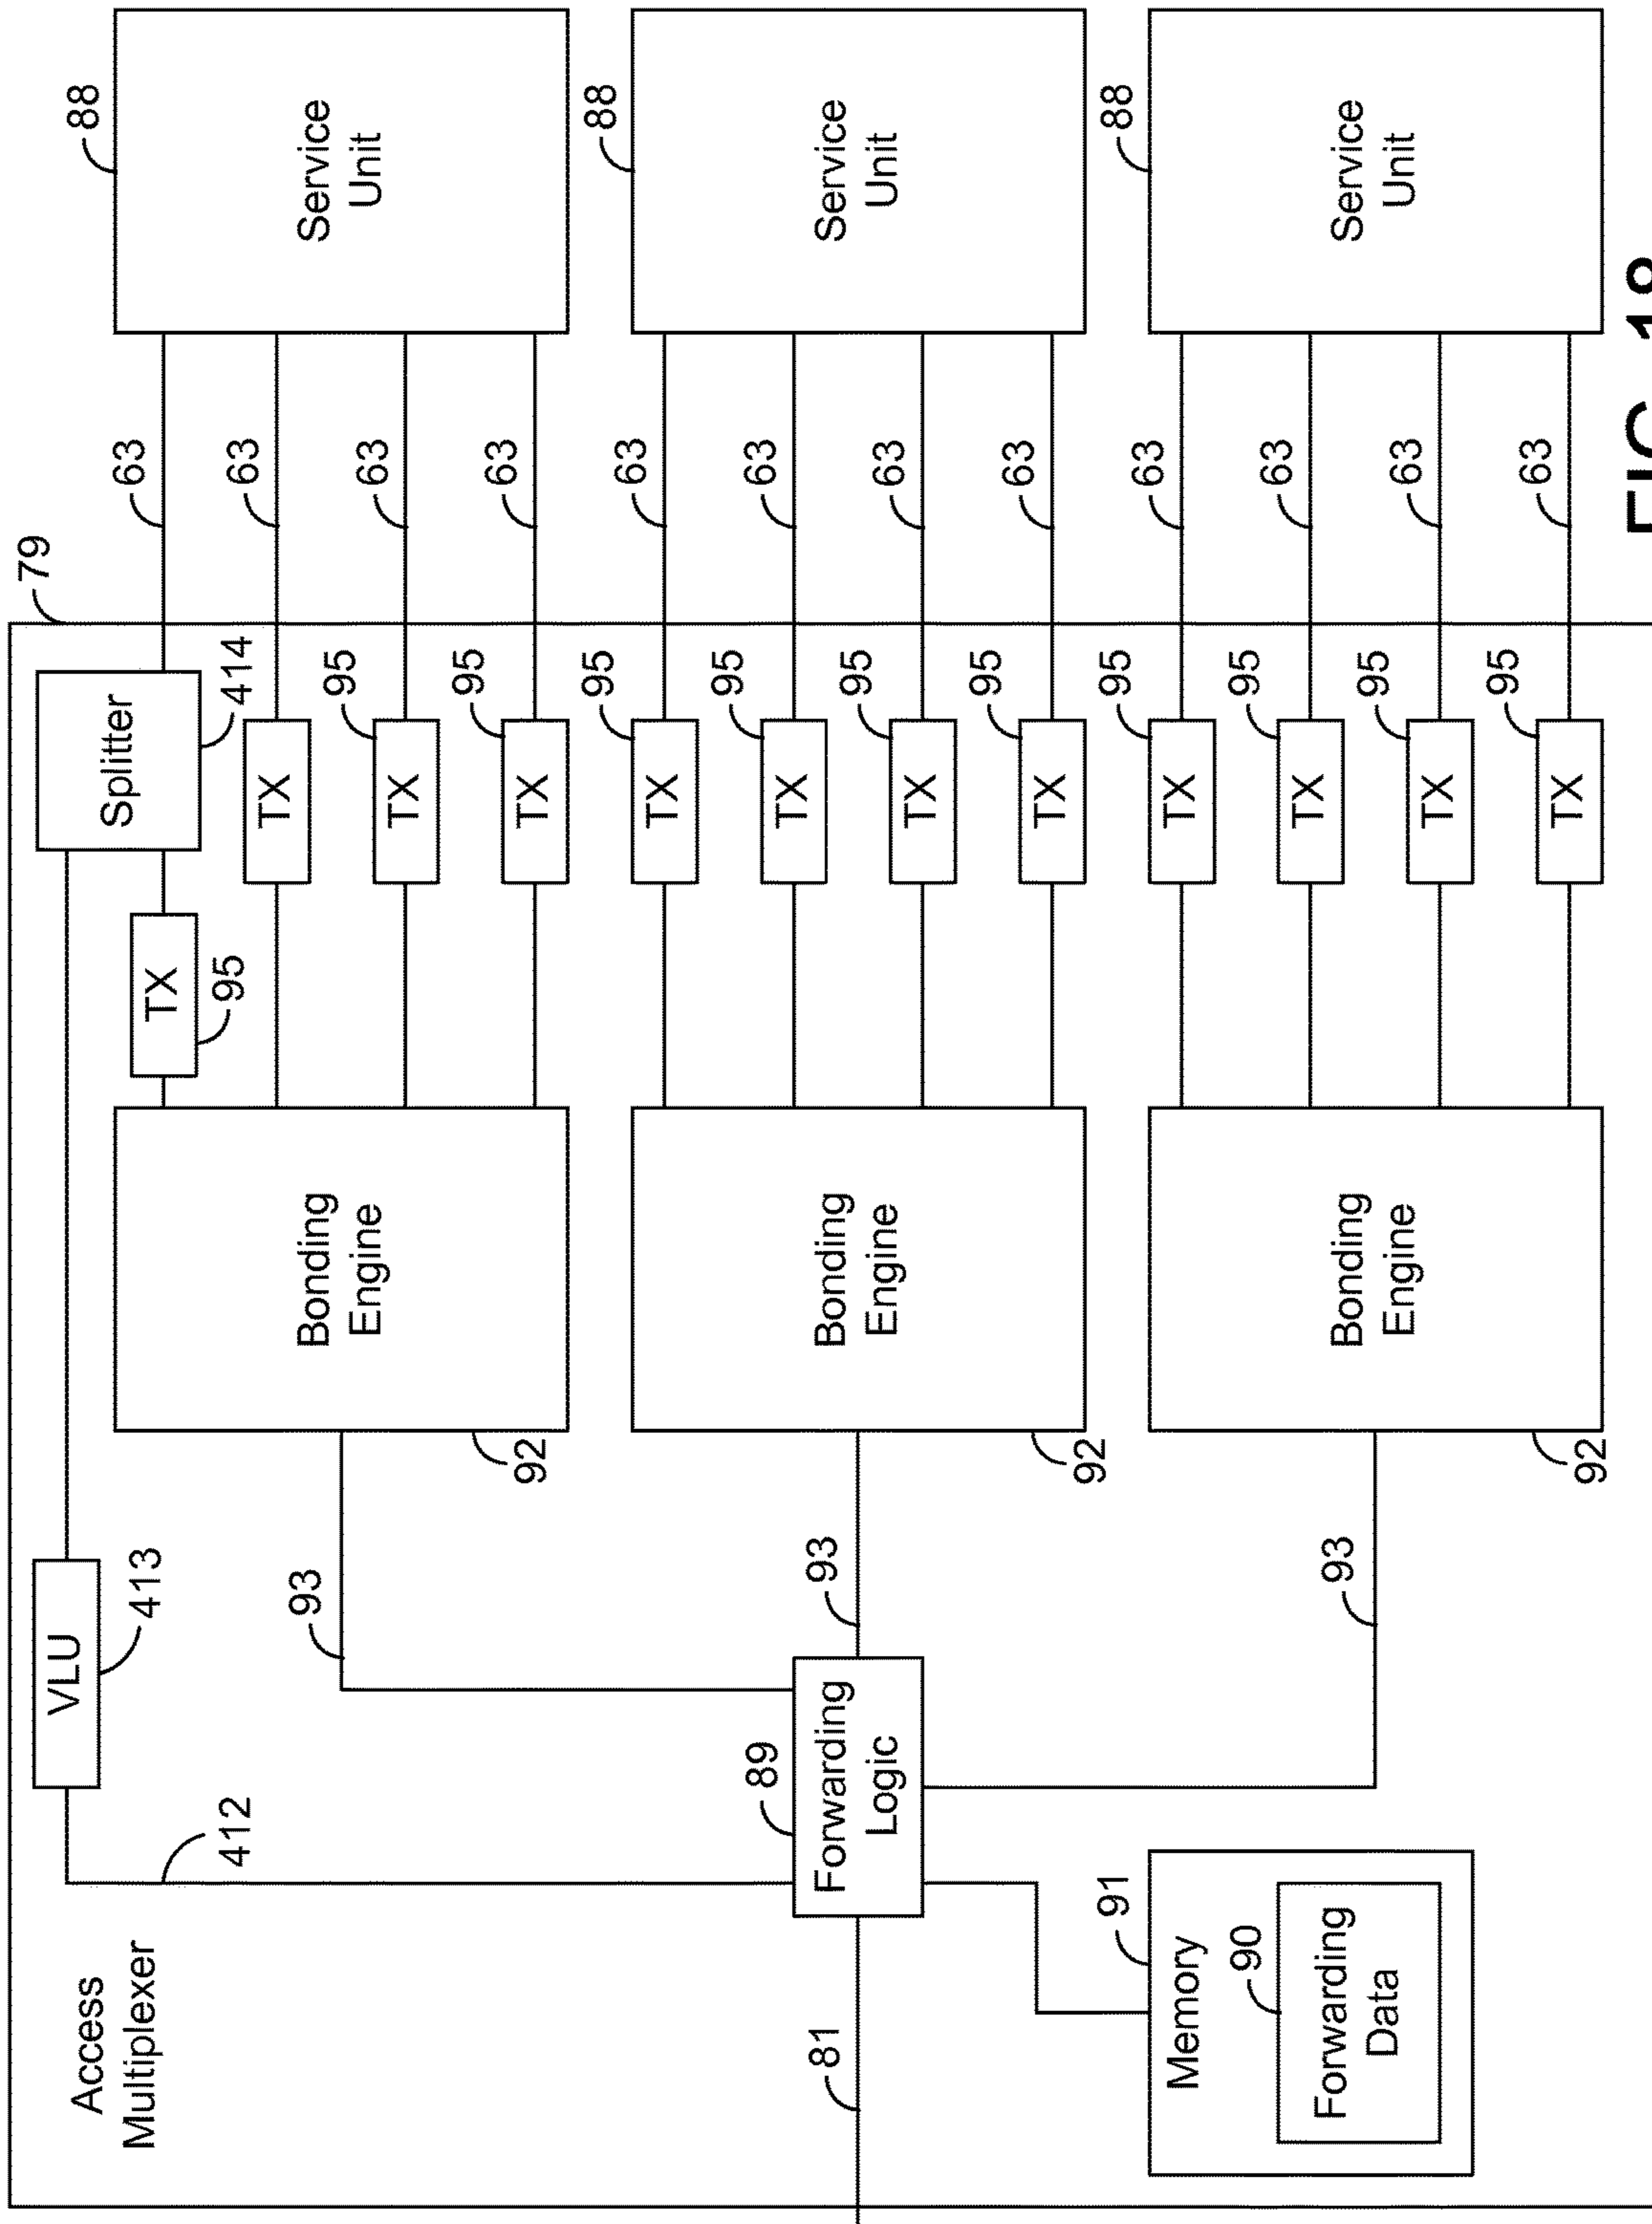 79
Access
Multiplexer
VLU
413
412
Splitter
414
88
63
TX
95
63
TX
93
Bonding
Engine
Service
Unit
95
63
TX
95
63
TX
92
88
95
63
TX
89
95
63
TX
81
Forwarding
Logic
93
Bonding
Engine
Service
Unit
95
63
TX
95
63
TX
92
91
Memory
90
Forwarding
Data
88
95
63
TX
95
63
TX
93
Bonding
Engine
Service
Unit
95
63
TX
95
63
TX
92
FIG. 18